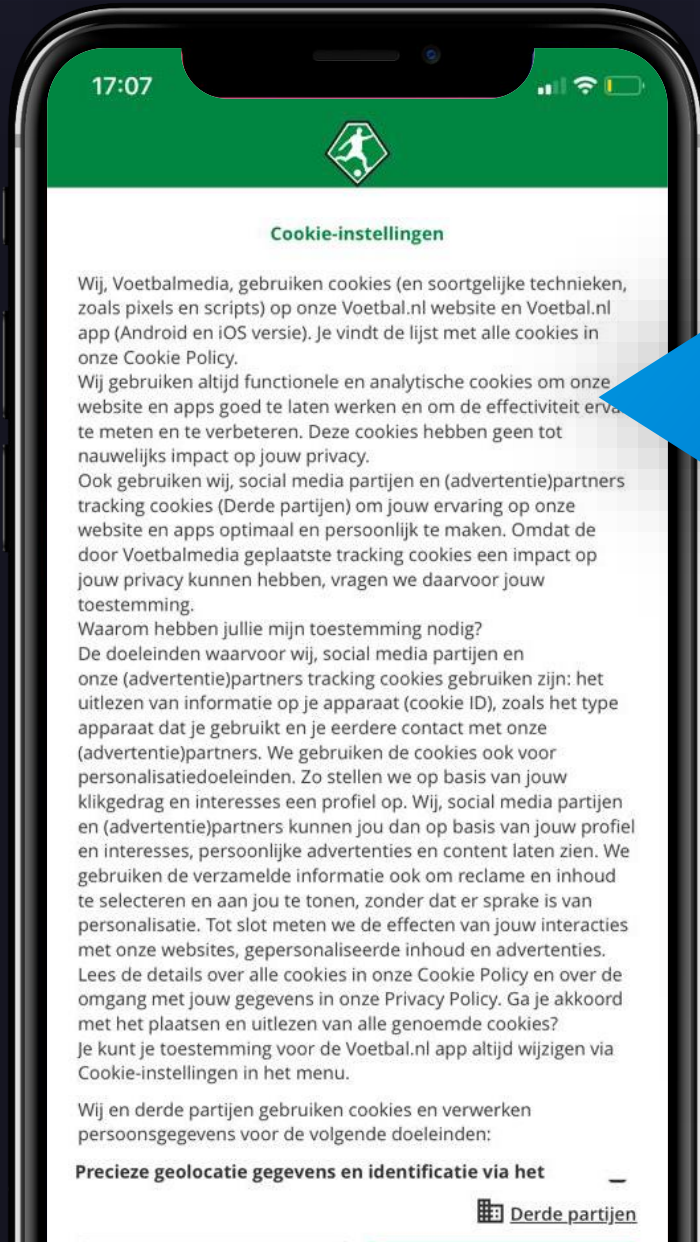 17:07
Cookie-instellingen
Wij, Voetbalmedia, gebruiken cookies (en soortgelijke technieken,
zoals pixels en scripts) op onze Voetbal.nl website en Voetbal.nl
app (Android en iOS versie). Je vindt de lijst met alle cookies in
onze Cookie Policy.
Wij gebruiken altijd functionele en analytische cookies om onze
website en apps goed te laten werken en om de effectiviteit erva
te meten en te verbeteren. Deze cookies hebben geen tot
nauwelijks impact op jouw privacy.
Ook gebruiken wij, social media partijen en (advertentie)partners
tracking cookies (Derde partijen) om jouw ervaring op onze
website en apps optimaal en persoonlijk te maken. Omdat de
door Voetbalmedia geplaatste tracking cookies een impact op
jouw privacy kunnen hebben, vragen we daarvoor jouw
toestemming.
Waarom hebben jullie mijn toestemming nodig?
De doeleinden waarvoor wij, social media partijen en
onze (advertentie)partners tracking cookies gebruiken zijn: het
uitlezen van informatie op je apparaat (cookie ID), zoals het type
apparaat dat je gebruikt en je eerdere contact met onze
(advertentie)partners. We gebruiken de cookies ook voor
personalisatiedoeleinden. Zo stellen we op basis van jouw
klikgedrag en interesses een profiel op. Wij, social media partijen
en (advertentie)partners kunnen jou dan op basis van jouw profiel
en interesses, persoonlijke advertenties en content laten zien. We
gebruiken de verzamelde informatie ook om reclame en inhoud
te selecteren en aan jou te tonen, zonder dat er sprake is van
personalisatie. Tot slot meten we de effecten van jouw interacties
met onze websites, gepersonaliseerde inhoud en advertenties.
Lees de details over alle cookies in onze Cookie Policy en over de
omgang met jouw gegevens in onze Privacy Policy. Ga je akkoord
met het plaatsen en uitlezen van alle genoemde cookies?
Je kunt je toestemming voor de Voetbal.nl app altijd wijzigen via
Cookie-instellingen in het menu.
Wij en derde partijen gebruiken cookies en verwerken
persoonsgegevens voor de volgende doeleinden:
Precieze geolocatie gegevens en identificatie via het
Derde partijen